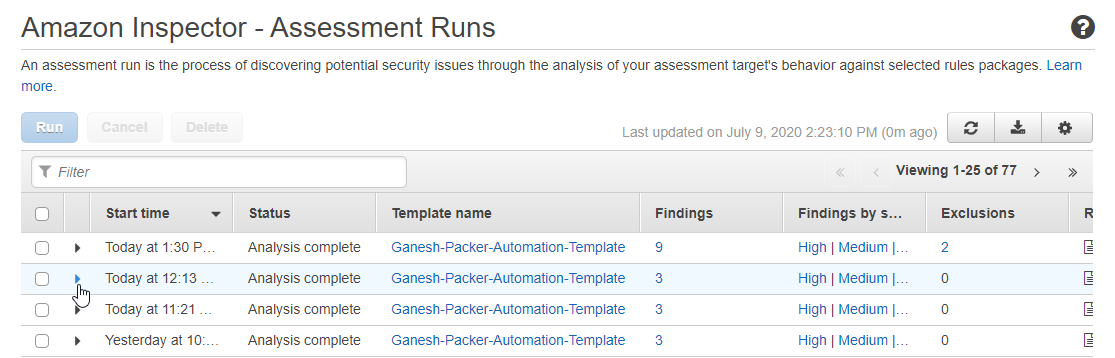 Amazon Inspector - Assessment Runs
An assessment run is the process of discovering potential security issues through the analysis of your assessment target's behavior against selected rules packages. Learn
more.
Run Cancel Delete Last updated on July 9, 2020 2:23:10 PM (0m ago)
Filter « ‹ Viewing 1-25 of 77 › »
Start time Status Template name Findings Findings by s... Exclusions R
Today at 1:30 P... Analysis complete Ganesh-Packer-Automation-Template 9 High | Medium |... 2
Today at 12:13 ... Analysis complete Ganesh-Packer-Automation-Template 3 High | Medium |... 0
Today at 11:21 ... Analysis complete Ganesh-Packer-Automation-Template 3 High | Medium |... 0
Yesterday at 10:... Analysis complete Ganesh-Packer-Automation-Template 3 High | Medium |... 0